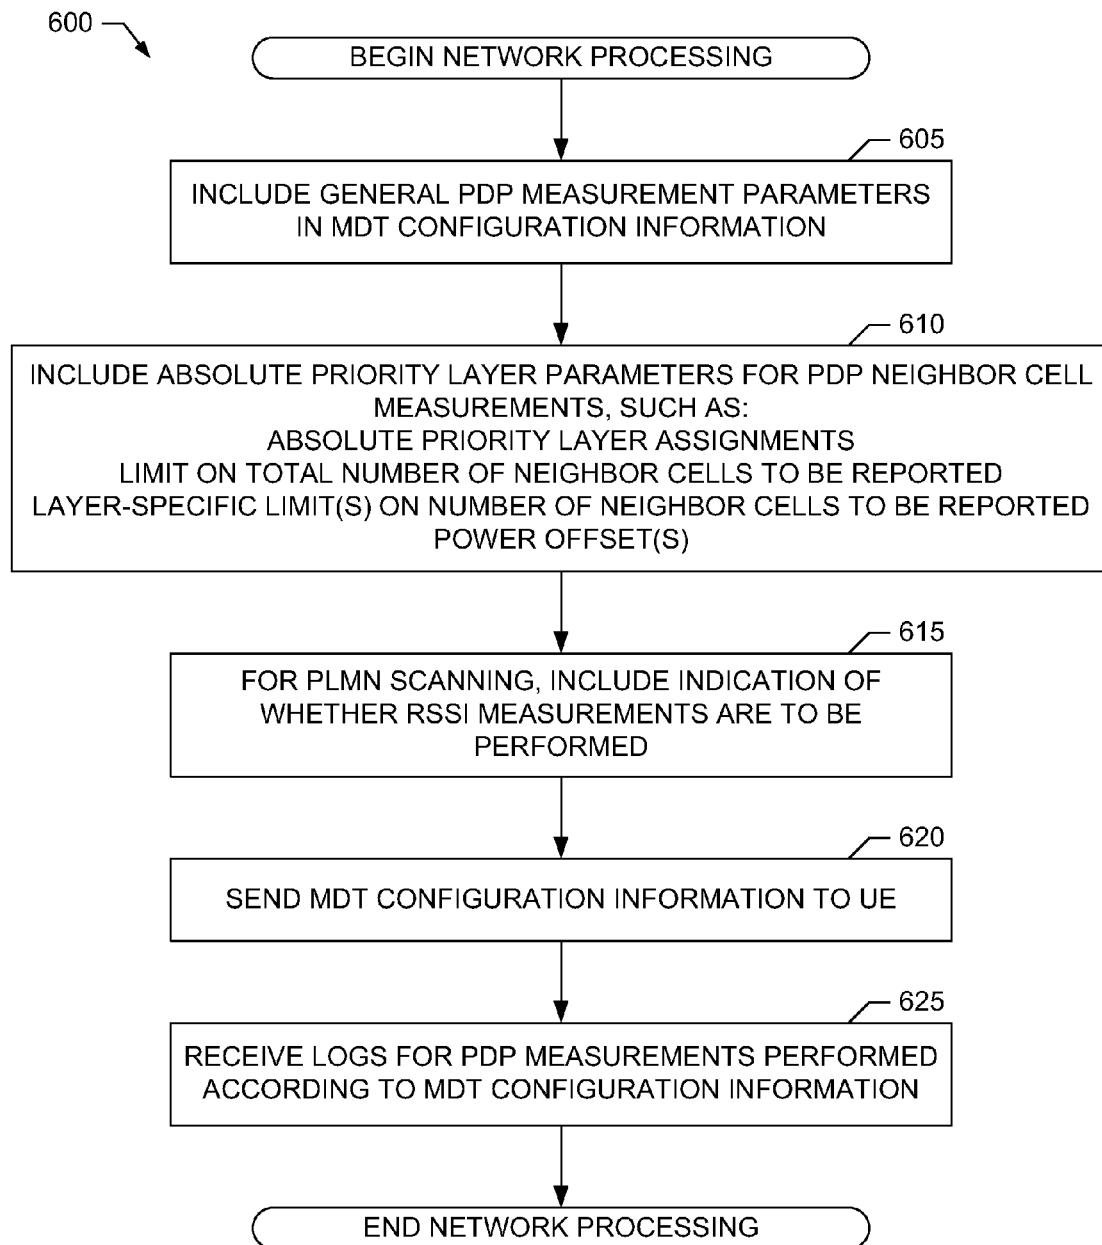 600
BEGIN NETWORK PROCESSING
605
INCLUDE GENERAL PDP MEASUREMENT PARAMETERS
IN MDT CONFIGURATION INFORMATION
610
INCLUDE ABSOLUTE PRIORITY LAYER PARAMETERS FOR PDP NEIGHBOR CELL
MEASUREMENTS, SUCH AS:
ABSOLUTE PRIORITY LAYER ASSIGNMENTS
LIMIT ON TOTAL NUMBER OF NEIGHBOR CELLS TO BE REPORTED
LAYER-SPECIFIC LIMIT(S) ON NUMBER OF NEIGHBOR CELLS TO BE REPORTED
POWER OFFSET(S)
615
FOR PLMN SCANNING, INCLUDE INDICATION OF
WHETHER RSSI MEASUREMENTS ARE TO BE
PERFORMED
620
SEND MDT CONFIGURATION INFORMATION TO UE
625
RECEIVE LOGS FOR PDP MEASUREMENTS PERFORMED
ACCORDING TO MDT CONFIGURATION INFORMATION
END NETWORK PROCESSING